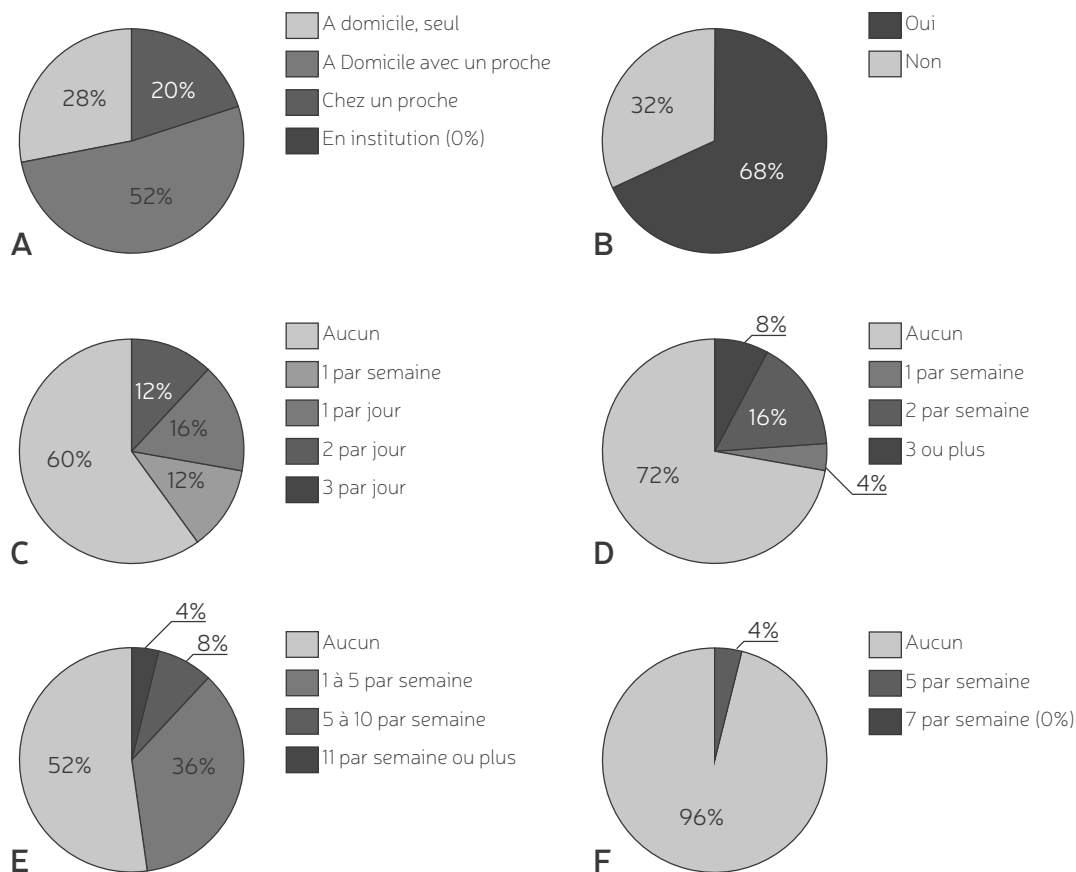 A domicile, seul
A Domicile avec un proche
Chez un proche
En institution (0%)
28%
20%
52%
A
Oui
Non
32%
68%
B
Aucun
1 par semaine
1 par jour
2 par jour
3 par jour
12%
16%
60%
12%
C
8%
Aucun
1 par semaine
2 par semaine
3 ou plus
16%
72%
4%
D
4%
8%
Aucun
1 à 5 par semaine
5 à 10 par semaine
11 par semaine ou plus
52%
36%
E
4%
Aucun
5 par semaine
7 par semaine (0%)
96%
F